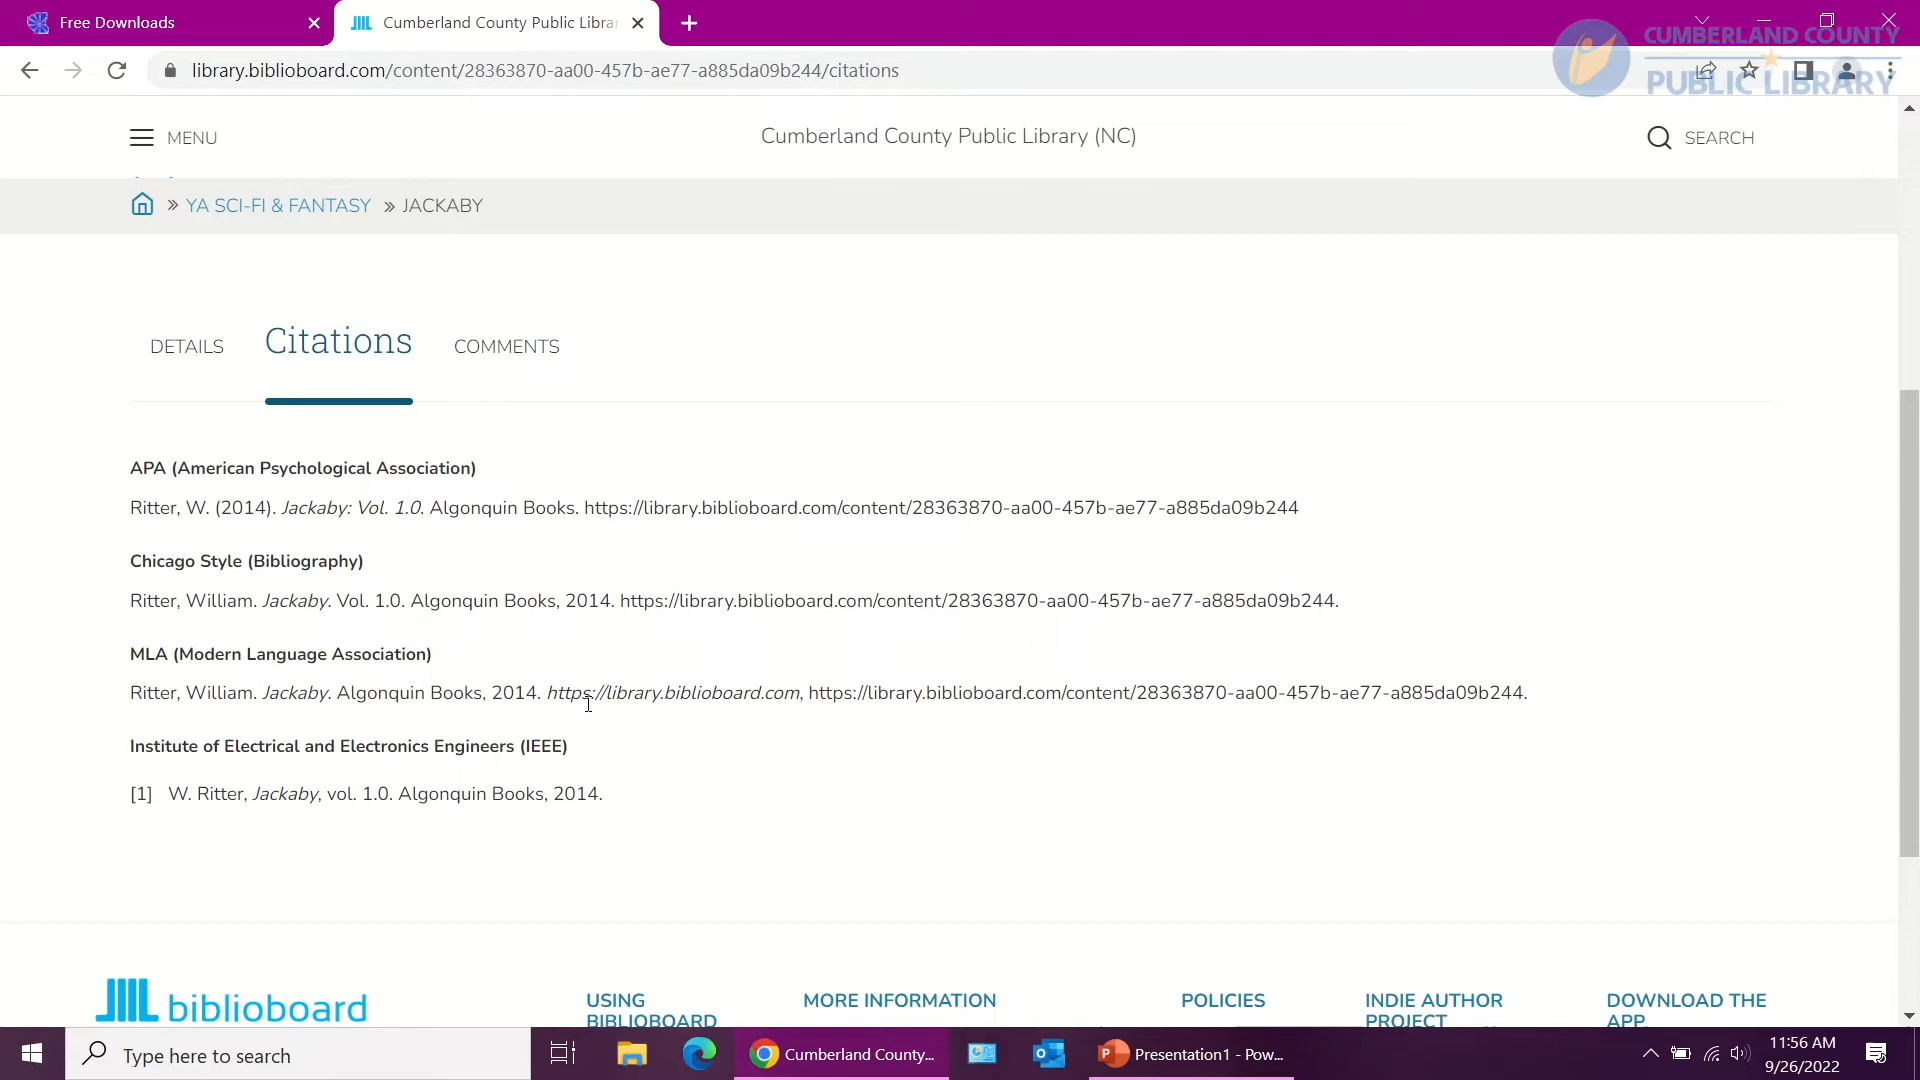 Free Downloads
Cumberland County Public Libra
CUMBERLAND COUNTY
PUBLIC LIBRARY
library.biblioboard.com/content/28363870-aa00-457b-ae77-a885da09b244/citations
MENU
Cumberland County Public Library (NC)
SEARCH
» YA SCI-FI & FANTASY » JACKABY
DETAILS Citations COMMENTS
APA (American Psychological Association)
Ritter, W. (2014). Jackaby: Vol. 1.0. Algonquin Books. https://library.biblioboard.com/content/28363870-aa00-457b-ae77-a885da09b244
Chicago Style (Bibliography)
Ritter, William. Jackaby. Vol. 1.0. Algonquin Books, 2014. https://library.biblioboard.com/content/28363870-aa00-457b-ae77-a885da09b244.
MLA (Modern Language Association)
Ritter, William. Jackaby. Algonquin Books, 2014. https://library.biblioboard.com, https://library.biblioboard.com/content/28363870-aa00-457b-ae77-a885da09b244.
Institute of Electrical and Electronics Engineers (IEEE)
[1] W. Ritter, Jackaby, vol. 1.0. Algonquin Books, 2014.
biblioboard
USING
BIBLIOBOARD
MORE INFORMATION
POLICIES
INDIE AUTHOR
PROJECT
DOWNLOAD THE
APP
Type here to search
Cumberland County...
Presentation1 - Pow...
11:56 AM
9/26/2022